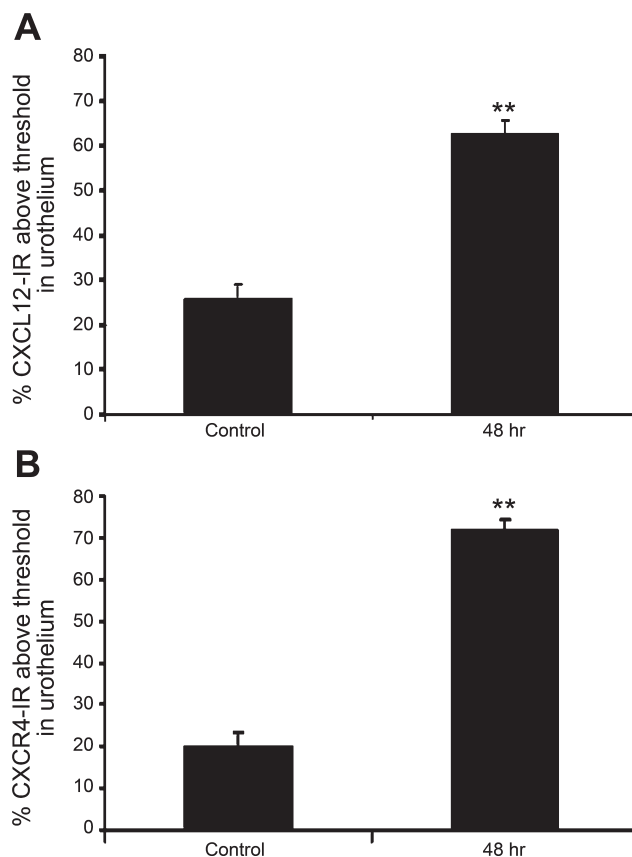 A
% CXCL12-IR above threshold
in urothelium
80
70
60
50
40
30
20
10
0
**
Control
48 hr
B
% CXCR4-IR above threshold
in urothelium
80
70
60
50
40
30
20
10
0
**
Control
48 hr